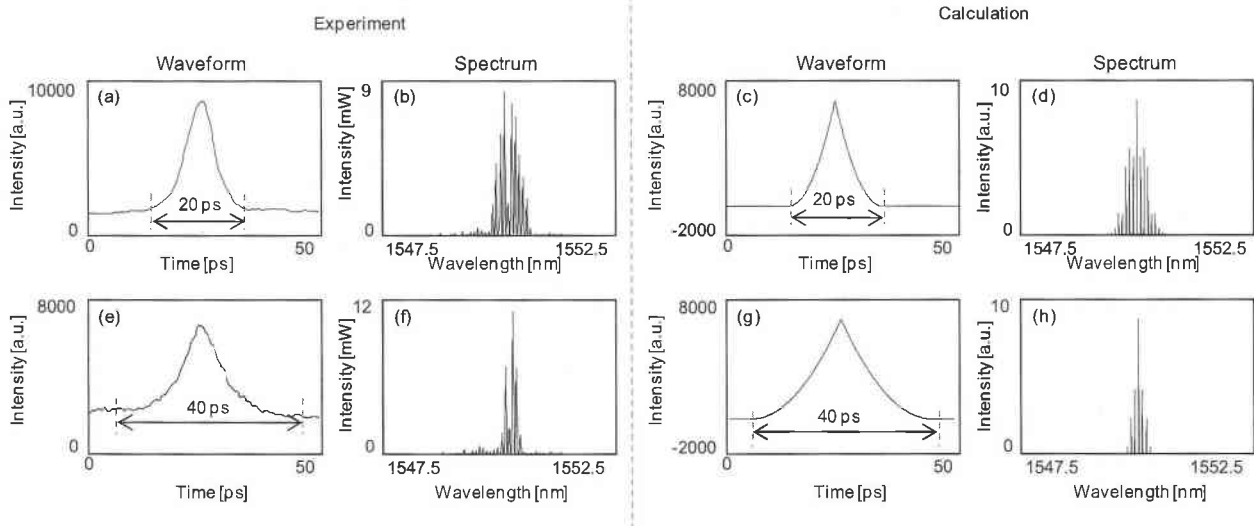 Experiment
Calculation
Waveform
Spectrum
Waveform
Spectrum
10000
(a)
Intensity [a.u.]
20 ps
0
0
50
Time [ps]
9
(b)
Intensity [mW]
0
1547.5
1552.5
Wavelength [nm]
8000
(c)
Intensity [a.u.]
20 ps
-2000
0
50
Time [ps]
10
(d)
Intensity [a.u.]
0
1547.5
1552.5
Wavelength [nm]
8000
(e)
Intensity [a.u.]
40 ps
0
0
50
Time [ps]
12
(f)
Intensity [mW]
0
1547.5
1552.5
Wavelength [nm]
8000
(g)
Intensity [a.u.]
40 ps
-2000
0
50
Time [ps]
10
(h)
Intensity [a.u.]
0
1547.5
1552.5
Wavelength [nm]